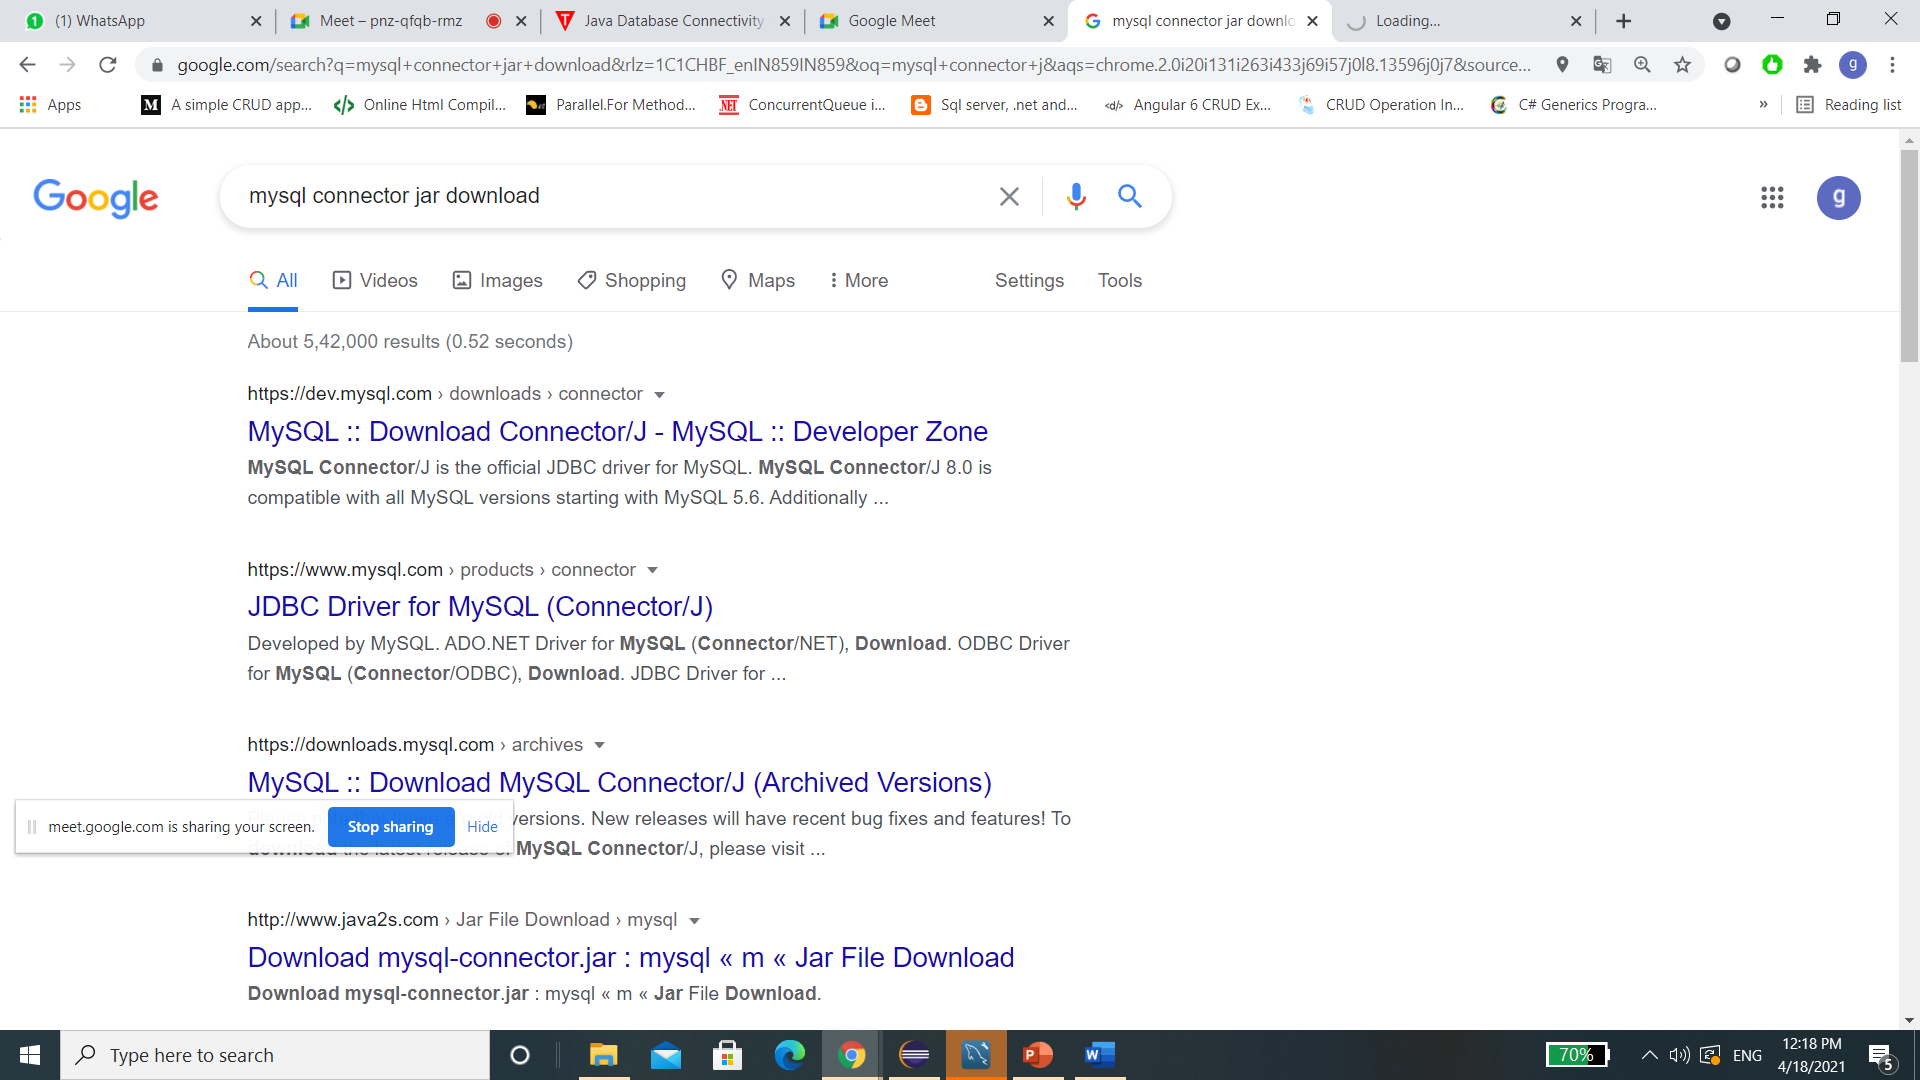 (1) WhatsApp
Meet – pnz-qfqb-rmz
Java Database Connectivity
Google Meet
mysql connector jar downlo
Loading...
google.com/search?q=mysql+connector+jar+download&rlz=1C1CHBF_enIN859IN859&oq=mysql+connector+j&aqs=chrome.2.0i20i131i263i433j69i57j0l8.13596j0j7&source...
g
Apps
M A simple CRUD app...
Online Html Compil...
Parallel.For Method...
.NET ConcurrentQueue i...
Sql server, .net and...
</> Angular 6 CRUD Ex...
CRUD Operation In...
C# Generics Progra...
»
Reading list
Google
mysql connector jar download
g
All
Videos
Images
Shopping
Maps
More
Settings
Tools
About 5,42,000 results (0.52 seconds)
https://dev.mysql.com › downloads › connector
MySQL :: Download Connector/J - MySQL :: Developer Zone
MySQL Connector/J is the official JDBC driver for MySQL. MySQL Connector/J 8.0 is
compatible with all MySQL versions starting with MySQL 5.6. Additionally ...
https://www.mysql.com › products › connector
JDBC Driver for MySQL (Connector/J)
Developed by MySQL. ADO.NET Driver for MySQL (Connector/NET), Download. ODBC Driver
for MySQL (Connector/ODBC), Download. JDBC Driver for ...
https://downloads.mysql.com › archives
MySQL :: Download MySQL Connector/J (Archived Versions)
versions. New releases will have recent bug fixes and features! To
MySQL Connector/J, please visit ...
meet.google.com is sharing your screen.
Stop sharing
Hide
http://www.java2s.com › Jar File Download › mysql
Download mysql-connector.jar : mysql « m « Jar File Download
Download mysql-connector.jar : mysql « m « Jar File Download.
Type here to search
70%
ENG
12:18 PM
4/18/2021
5